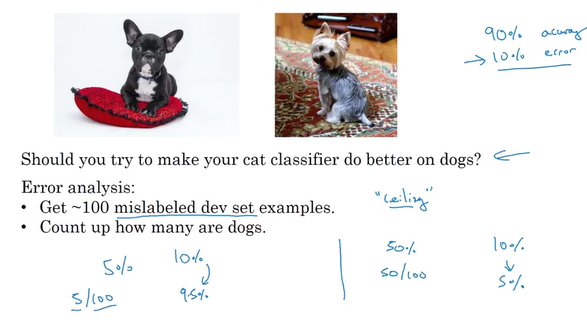 90% accuracy
→ 10% error
Should you try to make your cat classifier do better on dogs? ←
Error analysis:
• Get ~100 mislabeled dev set examples.
• Count up how many are dogs.
"ceiling"
5% 10%
5/100 9.5%
50% 10%
50/100 5%